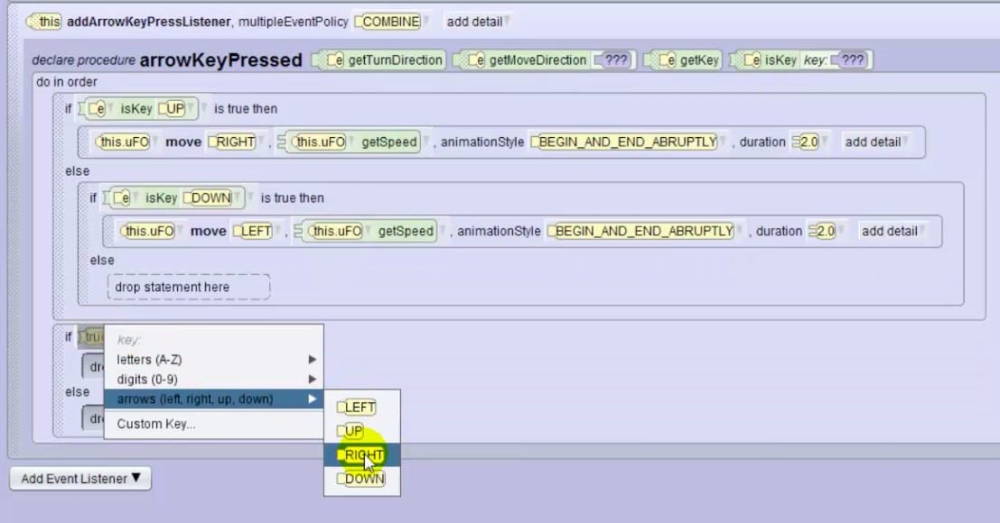 this addArrowKeyPressListener, multipleEventPolicy COMBINE add detail
declare procedure arrowKeyPressed e getTurnDirection e getMoveDirection ??? e getKey e isKey key: ???
do in order
if e isKey UP is true then
this.uFO move RIGHT , this.uFO getSpeed , animationStyle BEGIN_AND_END_ABRUPTLY , duration 2.0 add detail
else
if e isKey DOWN is true then
this.uFO move LEFT , this.uFO getSpeed , animationStyle BEGIN_AND_END_ABRUPTLY , duration 2.0 add detail
else
drop statement here
if
key:
letters (A-Z)
digits (0-9)
else
arrows (left, right, up, down)
LEFT
Custom Key...
UP
RIGHT
DOWN
Add Event Listener